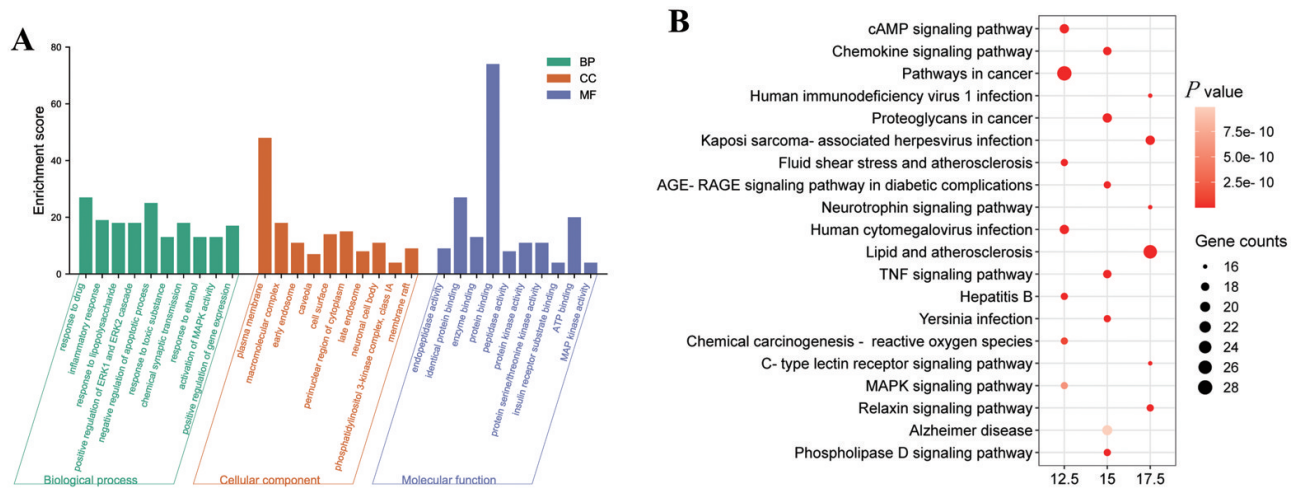 A
80
60
40
20
0
Enrichment score
BP
CC
MF
response to drug
inflammatory response
response to lipopolysaccharide
positive regulation of ERK1 and ERK2 cascade
negative regulation of apoptotic process
response to toxic substance
chemical synaptic transmission
response to ethanol
activation of MAPK activity
positive regulation of gene expression
plasma membrane
macromolecular complex
early endosome
caveola
cell surface
perinuclear region of cytoplasm
late endosome
neuronal cell body
phosphatidylinositol 3-kinase complex, class IA
membrane raft
endopeptidase activity
identical protein binding
enzyme binding
protein binding
peptidase activity
protein kinase activity
protein serine/threonine kinase activity
insulin receptor substrate binding
ATP binding
MAP kinase activity
Biological process
Cellular component
Molecular function
B
cAMP signaling pathway
Chemokine signaling pathway
Pathways in cancer
Human immunodeficiency virus 1 infection
Proteoglycans in cancer
Kaposi sarcoma- associated herpesvirus infection
Fluid shear stress and atherosclerosis
AGE- RAGE signaling pathway in diabetic complications
Neurotrophin signaling pathway
Human cytomegalovirus infection
Lipid and atherosclerosis
TNF signaling pathway
Hepatitis B
Yersinia infection
Chemical carcinogenesis - reactive oxygen species
C- type lectin receptor signaling pathway
MAPK signaling pathway
Relaxin signaling pathway
Alzheimer disease
Phospholipase D signaling pathway
12.5 15 17.5
P value
7.5e- 10
5.0e- 10
2.5e- 10
Gene counts
16
18
20
22
24
26
28